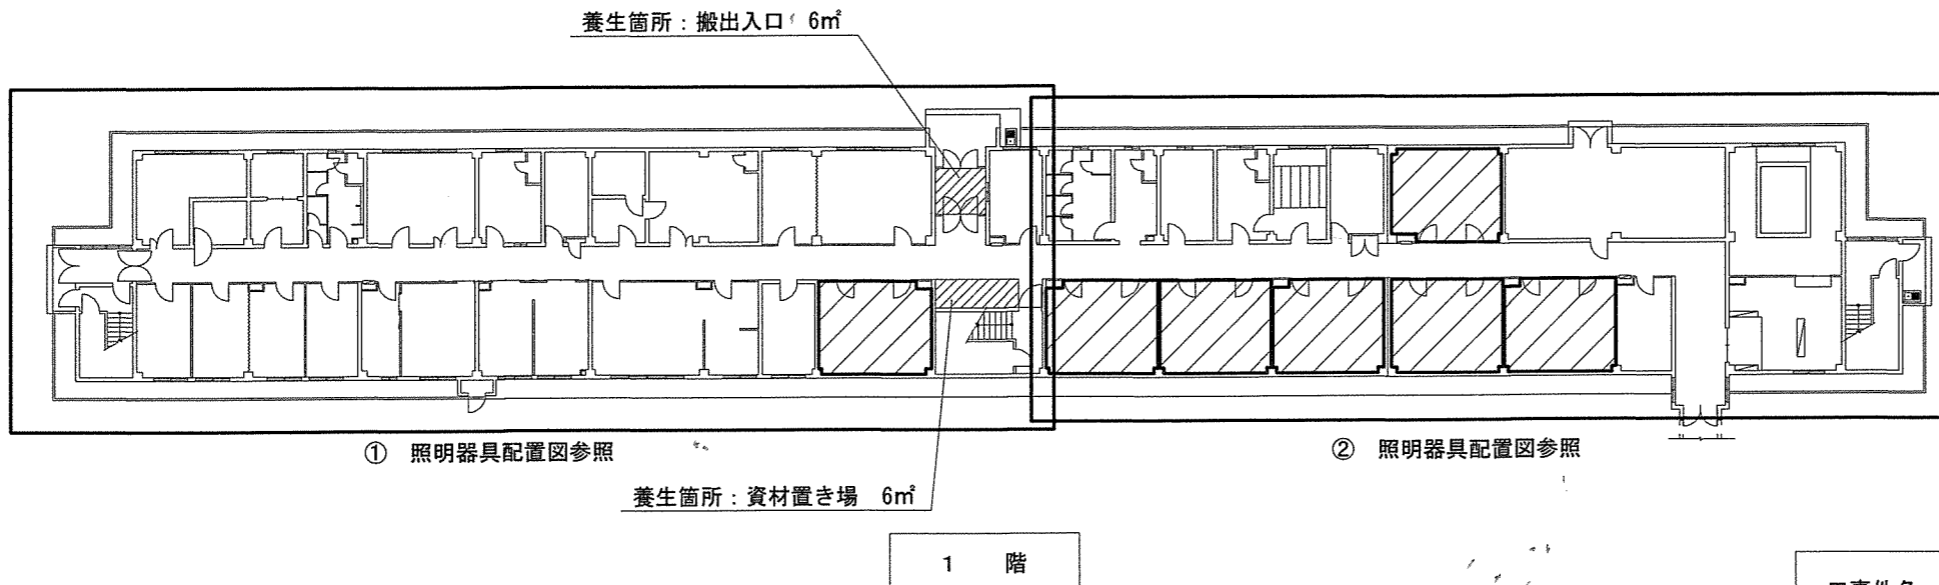 養生箇所：搬出入口 6㎡
① 照明器具配置図参照
② 照明器具配置図参照
養生箇所：資材置き場 6㎡
1 階